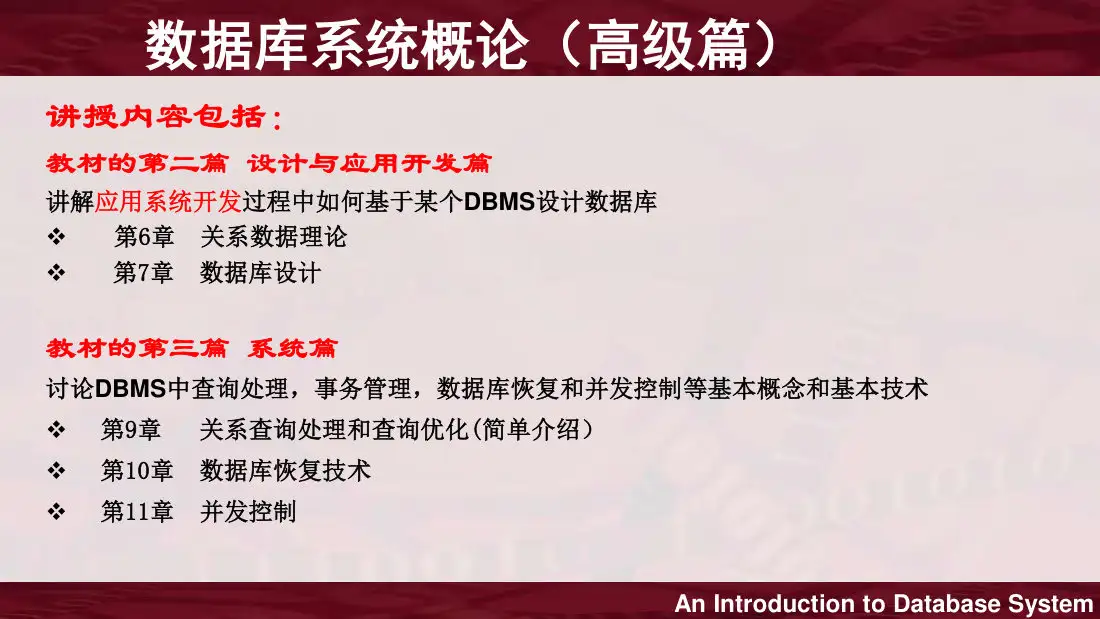 数据库系统概论（高级篇）
讲授内容包括：
教材的第二篇 设计与应用开发篇
讲解应用系统开发过程中如何基于某个DBMS设计数据库
❖ 第6章 关系数据理论
❖ 第7章 数据库设计
教材的第三篇 系统篇
讨论DBMS中查询处理，事务管理，数据库恢复和并发控制等基本概念和基本技术
❖ 第9章 关系查询处理和查询优化(简单介绍）
❖ 第10章 数据库恢复技术
❖ 第11章 并发控制
An Introduction to Database System